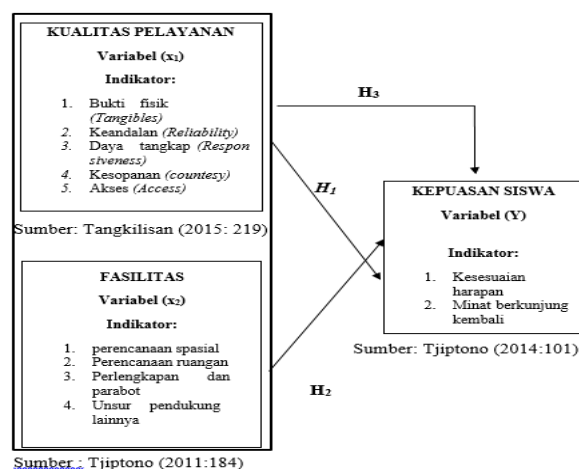 KUALITAS PELAYANAN
Variabel (x₁)
Indikator:
1. Bukti fisik
(Tangibles)
2. Keandalan (Reliability)
3. Daya tangkap (Respon
siveness)
4. Kesopanan (countesy)
5. Akses (Access)
Sumber: Tangkilisan (2015: 219)
FASILITAS
Variabel (x₂)
Indikator:
1. perencanaan spasial
2. Perencanaan ruangan
3. Perlengkapan dan
parabot
4. Unsur pendukung
lainnya
Sumber : Tjiptono (2011:184)
H₃
H₁
H₂
KEPUASAN SISWA
Variabel (Y)
Indikator:
1. Kesesuaian
harapan
2. Minat berkunjung
kembali
Sumber: Tjiptono (2014:101)